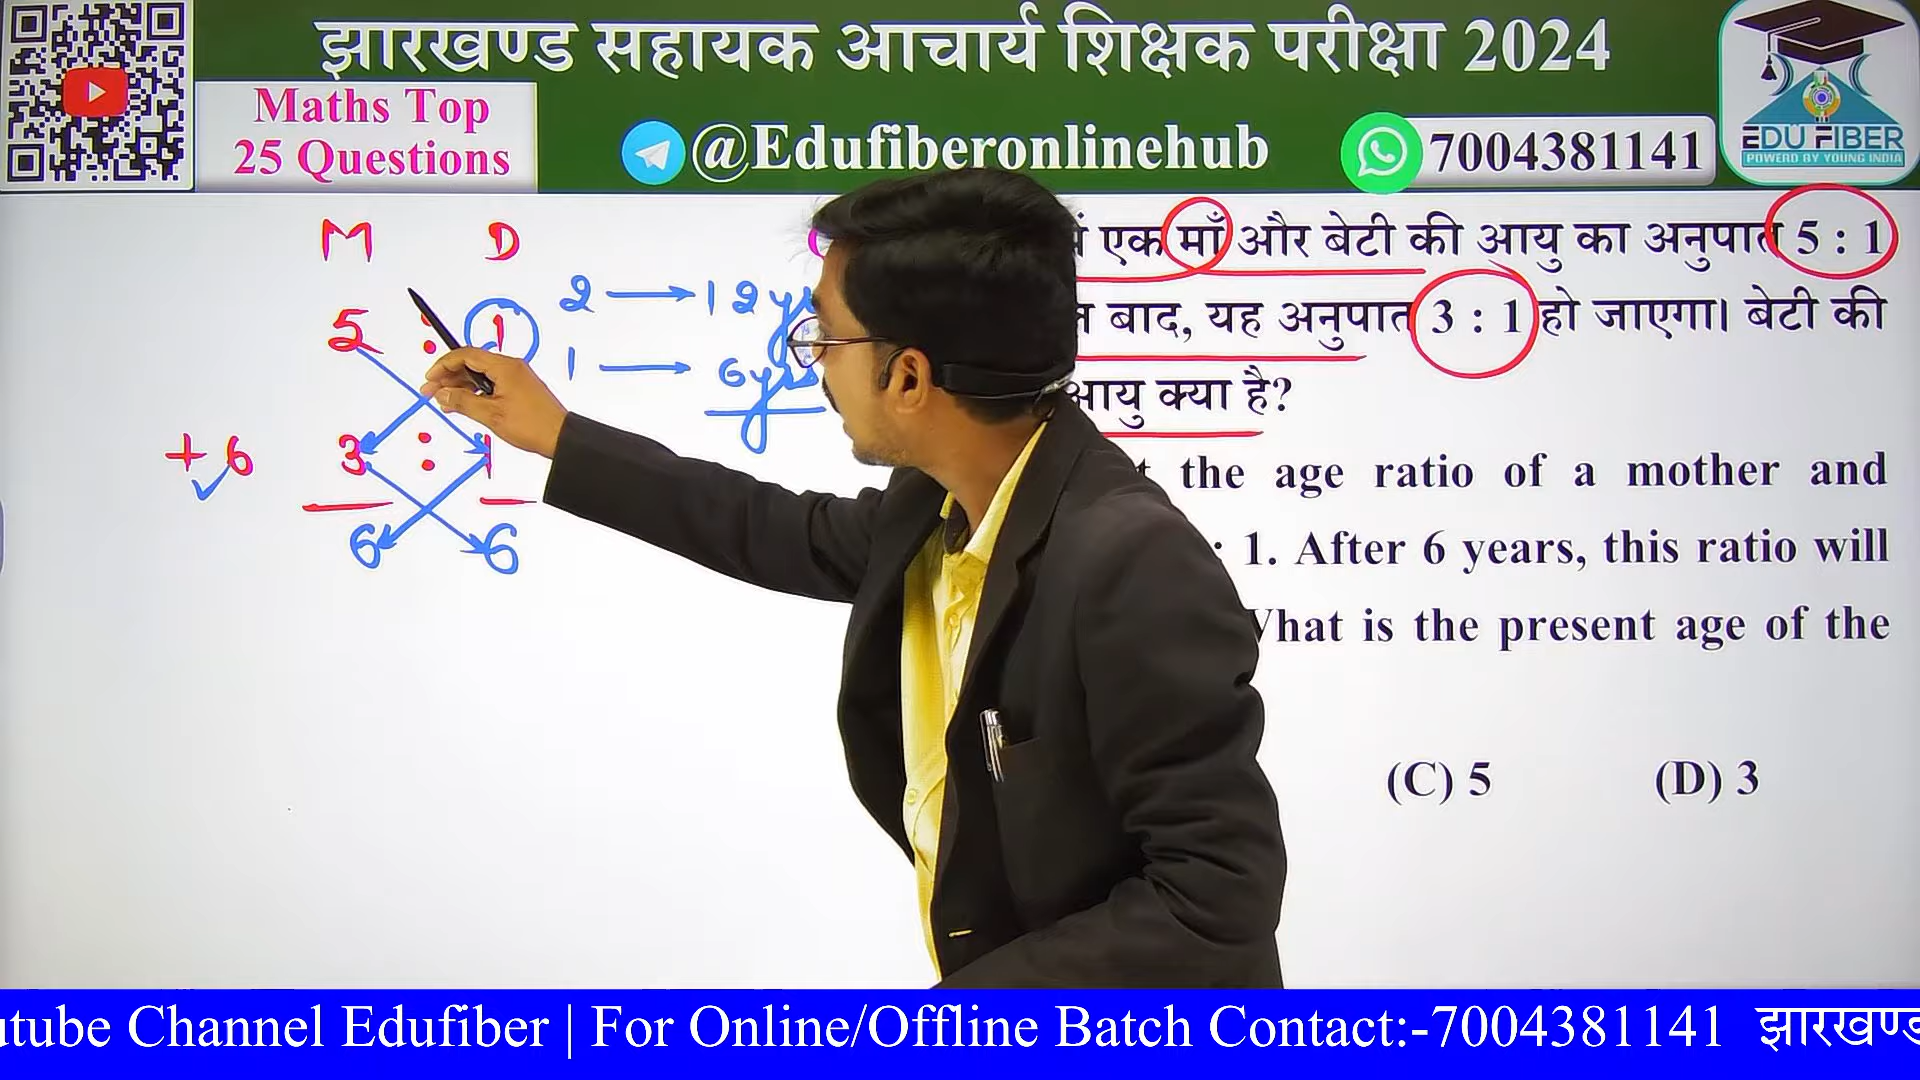 झारखण्ड सहायक आचार्य शिक्षक परीक्षा 2024
Maths Top
25 Questions
@Edufiberonlinehub
7004381141
EDU FIBER
POWERD BY YOUNG INDIA
एक माँ और बेटी की आयु का अनुपात 5 : 1
बाद, यह अनुपात 3 : 1 हो जाएगा। बेटी की
आयु क्या है?
the age ratio of a mother and
: 1. After 6 years, this ratio will
What is the present age of the
(C) 5 (D) 3
M D
5 : 1
+ 6 3 : 1
6 6
2 → 12 yrs
1 → 6 yrs
utube Channel Edufiber | For Online/Offline Batch Contact:-7004381141 झारखण्ड